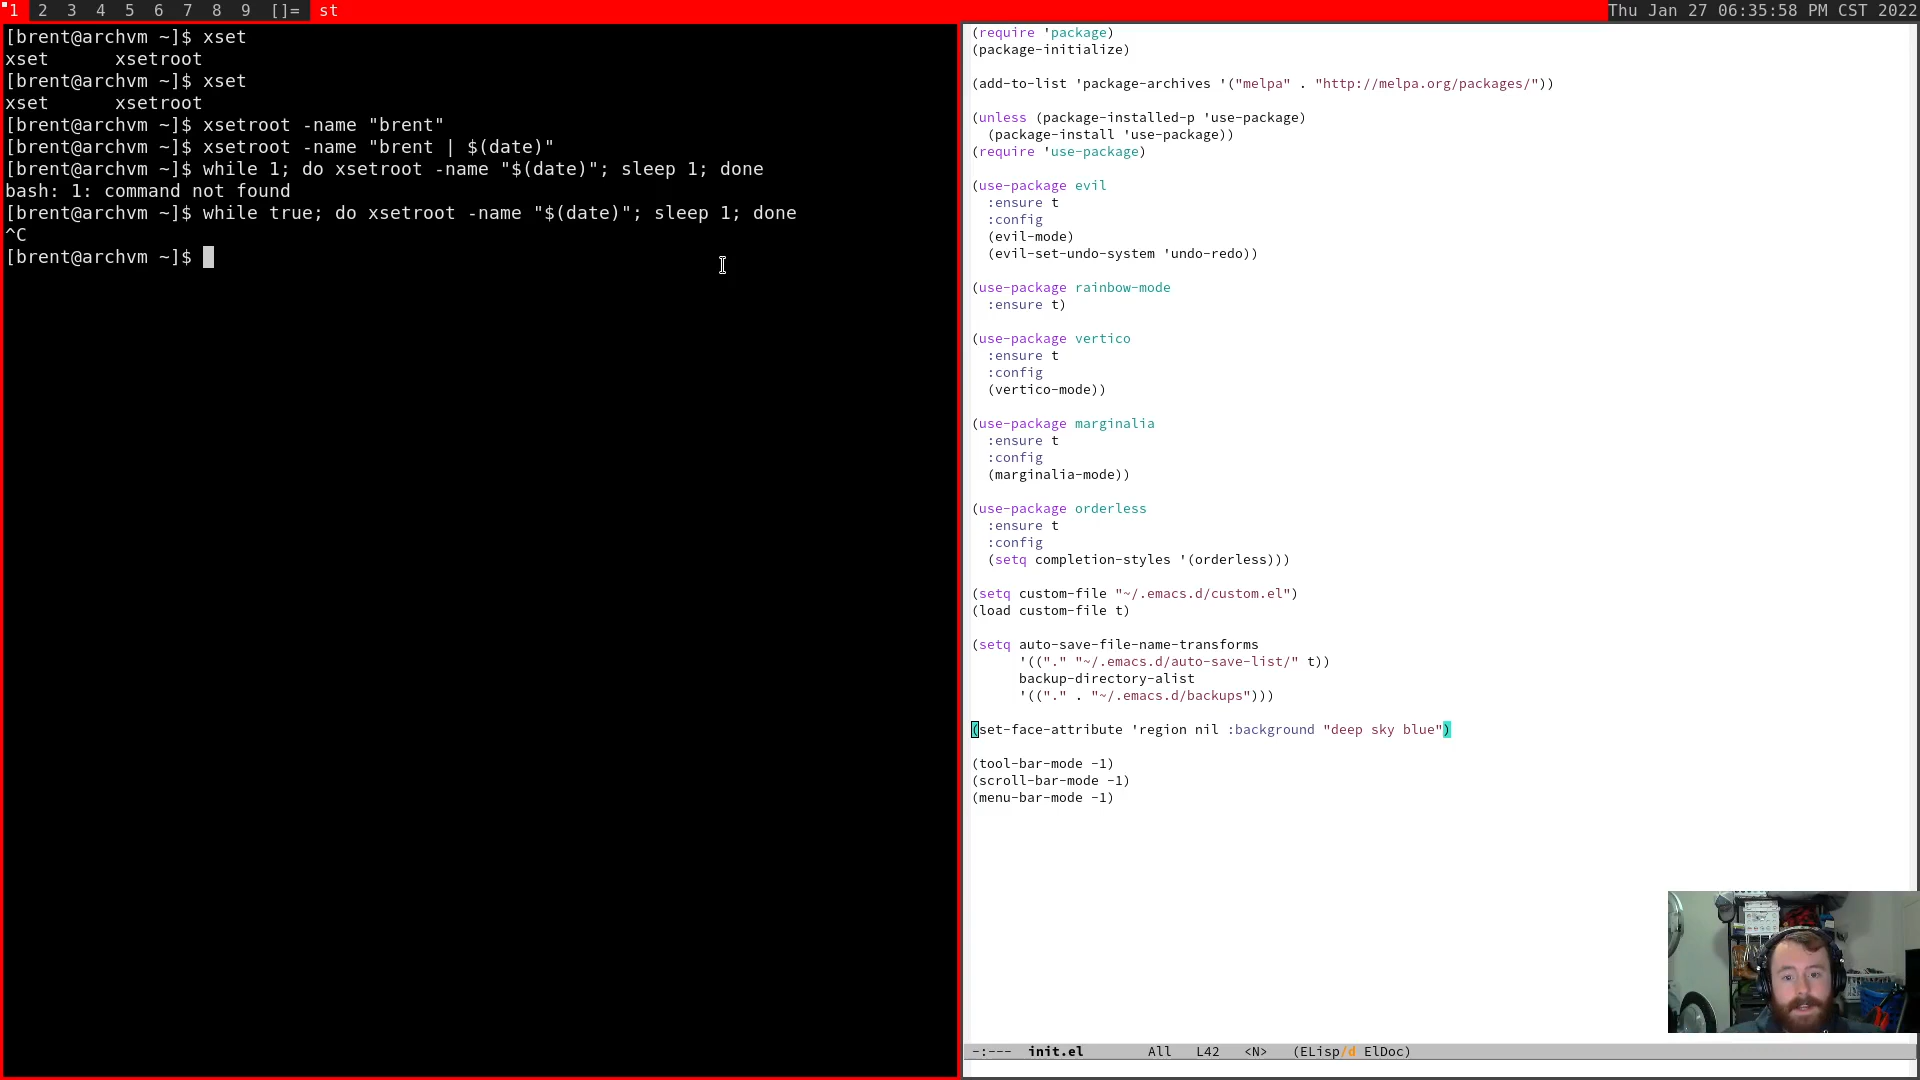 1 2 3 4 5 6 7 8 9 []= st Thu Jan 27 06:35:58 PM CST 2022
[brent@archvm ~]$ xset
xset xsetroot
[brent@archvm ~]$ xset
xset xsetroot
[brent@archvm ~]$ xsetroot -name "brent"
[brent@archvm ~]$ xsetroot -name "brent | $(date)"
[brent@archvm ~]$ while 1; do xsetroot -name "$(date)"; sleep 1; done
bash: 1: command not found
[brent@archvm ~]$ while true; do xsetroot -name "$(date)"; sleep 1; done
^C
[brent@archvm ~]$
(require 'package)
(package-initialize)
(add-to-list 'package-archives '("melpa" . "http://melpa.org/packages/"))
(unless (package-installed-p 'use-package)
  (package-install 'use-package))
(require 'use-package)
(use-package evil
  :ensure t
  :config
  (evil-mode)
  (evil-set-undo-system 'undo-redo))
(use-package rainbow-mode
  :ensure t)
(use-package vertico
  :ensure t
  :config
  (vertico-mode))
(use-package marginalia
  :ensure t
  :config
  (marginalia-mode))
(use-package orderless
  :ensure t
  :config
  (setq completion-styles '(orderless)))
(setq custom-file "~/.emacs.d/custom.el")
(load custom-file t)
(setq auto-save-file-name-transforms
      '(("." "~/.emacs.d/auto-save-list/" t))
      backup-directory-alist
      '(("." . "~/.emacs.d/backups")))
(set-face-attribute 'region nil :background "deep sky blue")
(tool-bar-mode -1)
(scroll-bar-mode -1)
(menu-bar-mode -1)
-:--- init.el All L42 <N> (ELisp/d ElDoc)